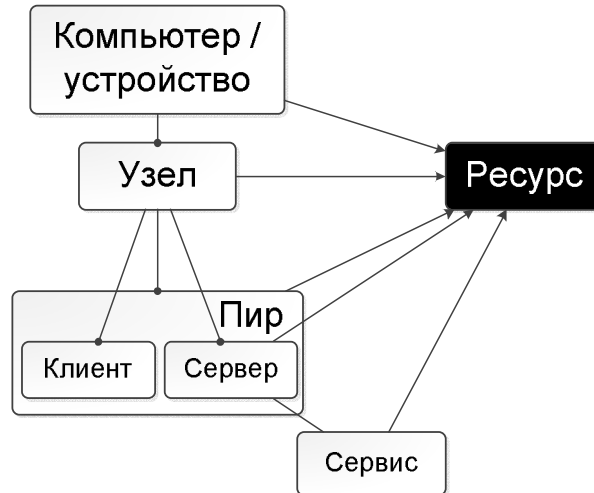 Компьютер /
устройство
Узел
Ресурс
Пир
Клиент
Сервер
Сервис